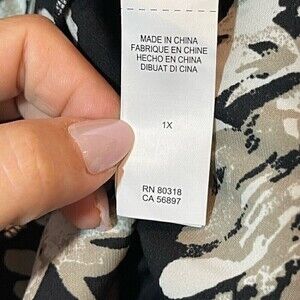 MADE IN CHINA
FABRIQUE EN CHINE
HECHO EN CHINA
DIBUAT DI CINA
1X
RN 80318
CA 56897